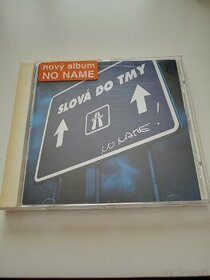 nový album
NO NAME
SLOVÁ DO TMY
NO NAME!